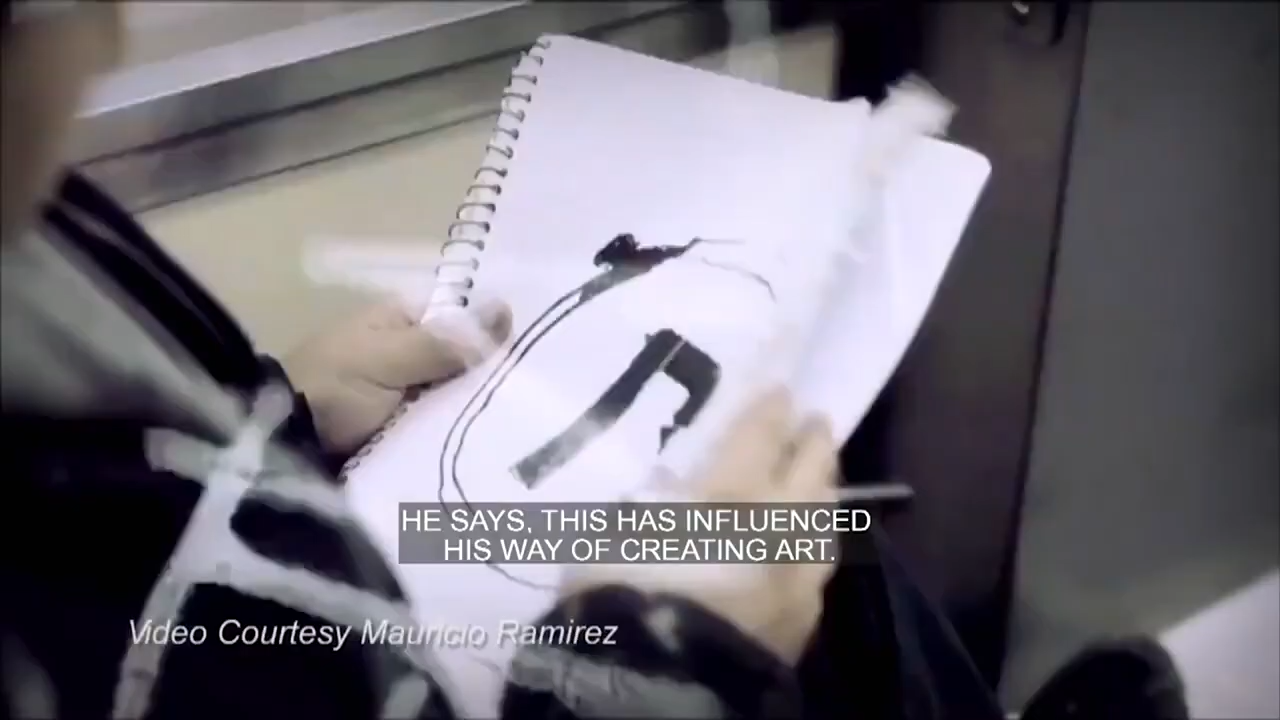 HE SAYS, THIS HAS INFLUENCED
HIS WAY OF CREATING ART.
Video Courtesy Mauricio Ramirez